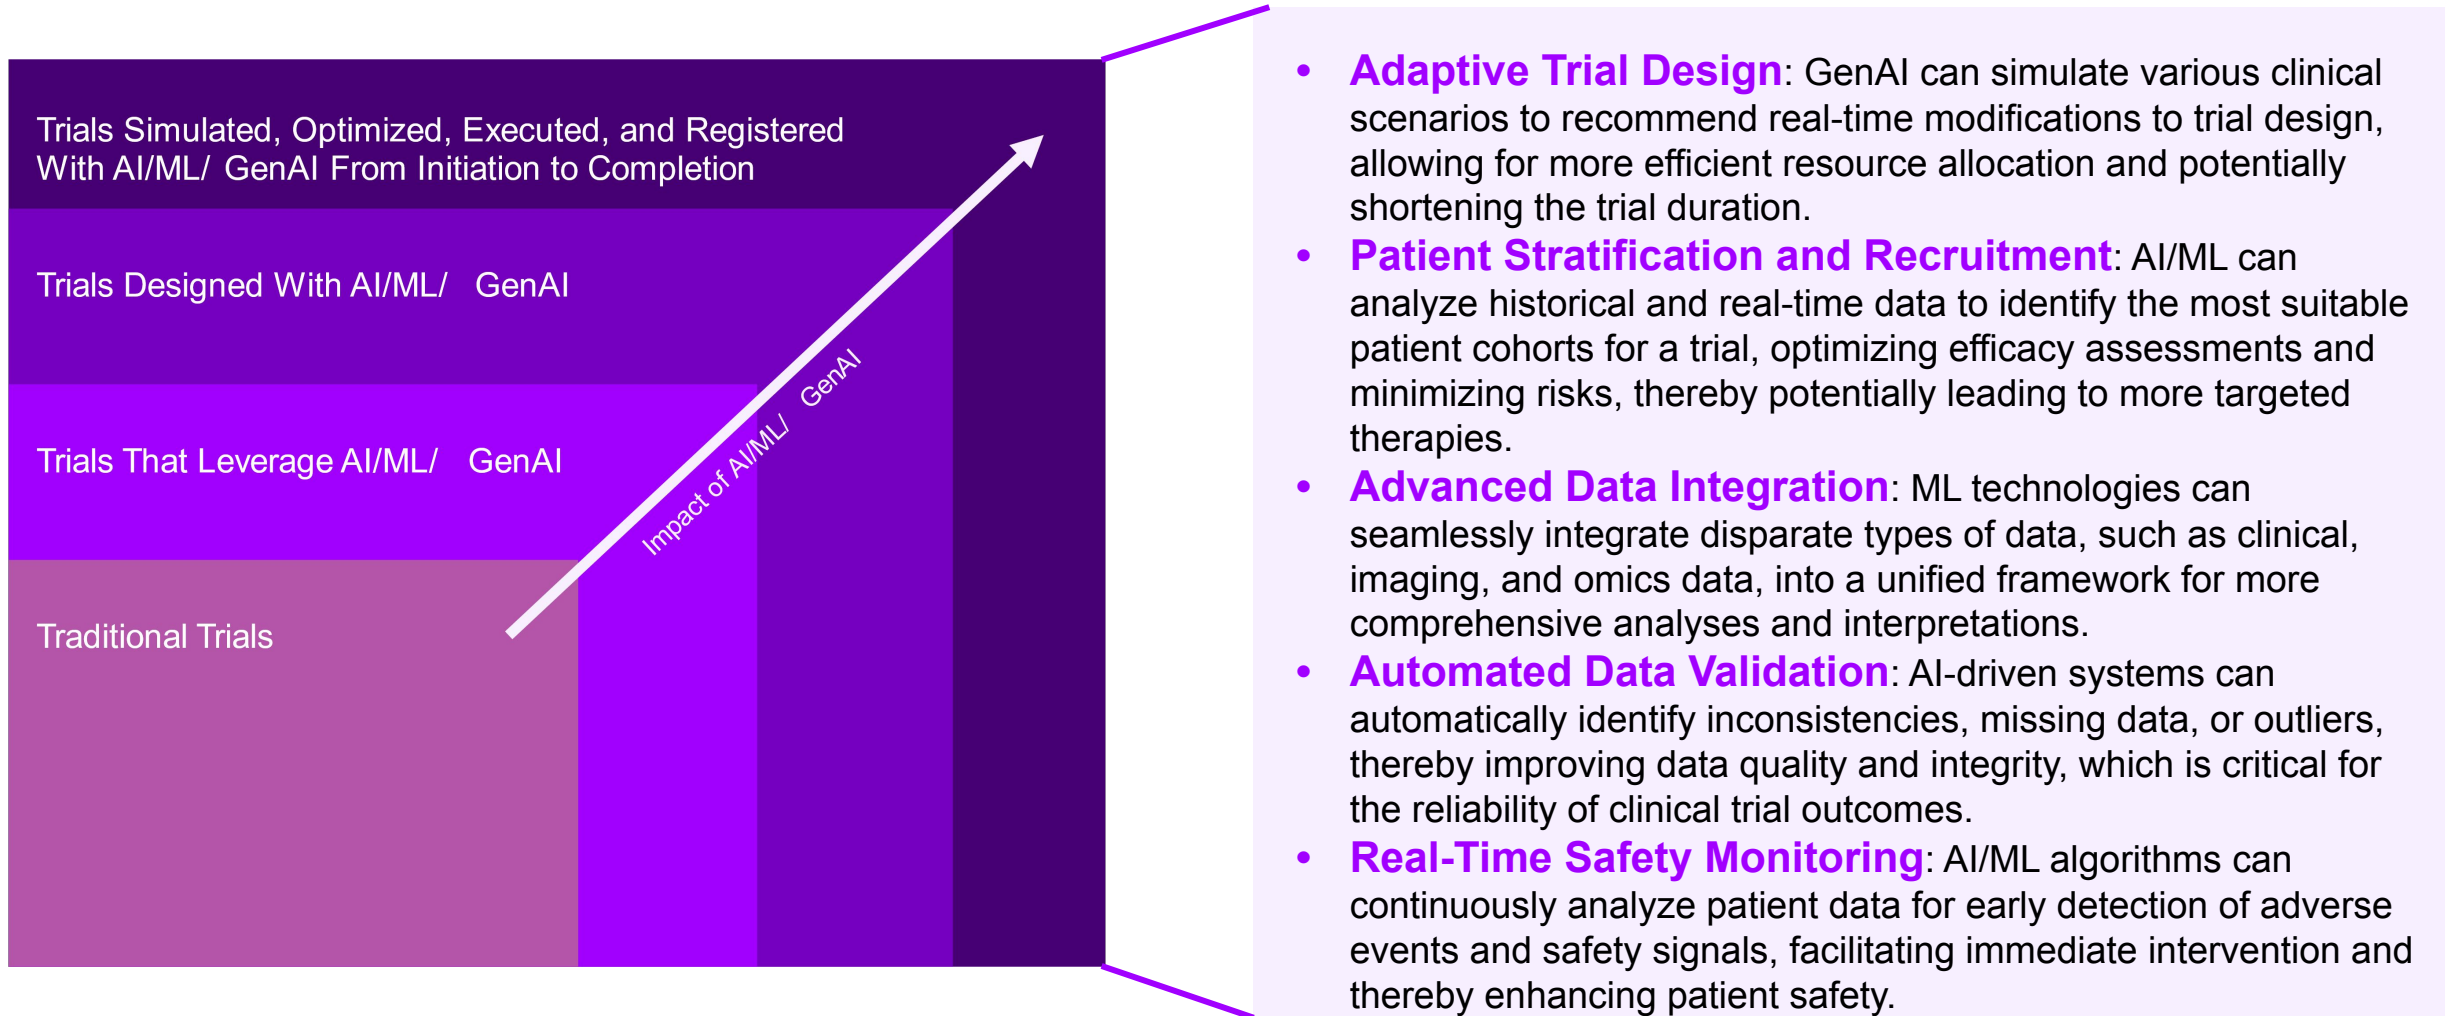 Trials Simulated, Optimized, Executed, and Registered
With AI/ML/ GenAI From Initiation to Completion
Trials Designed With AI/ML/ GenAI
Trials That Leverage AI/ML/ GenAI
Traditional Trials
Impact of AI/ML/ GenAI
• Adaptive Trial Design: GenAI can simulate various clinical
scenarios to recommend real-time modifications to trial design,
allowing for more efficient resource allocation and potentially
shortening the trial duration.
• Patient Stratification and Recruitment: AI/ML can
analyze historical and real-time data to identify the most suitable
patient cohorts for a trial, optimizing efficacy assessments and
minimizing risks, thereby potentially leading to more targeted
therapies.
• Advanced Data Integration: ML technologies can
seamlessly integrate disparate types of data, such as clinical,
imaging, and omics data, into a unified framework for more
comprehensive analyses and interpretations.
• Automated Data Validation: AI-driven systems can
automatically identify inconsistencies, missing data, or outliers,
thereby improving data quality and integrity, which is critical for
the reliability of clinical trial outcomes.
• Real-Time Safety Monitoring: AI/ML algorithms can
continuously analyze patient data for early detection of adverse
events and safety signals, facilitating immediate intervention and
thereby enhancing patient safety.